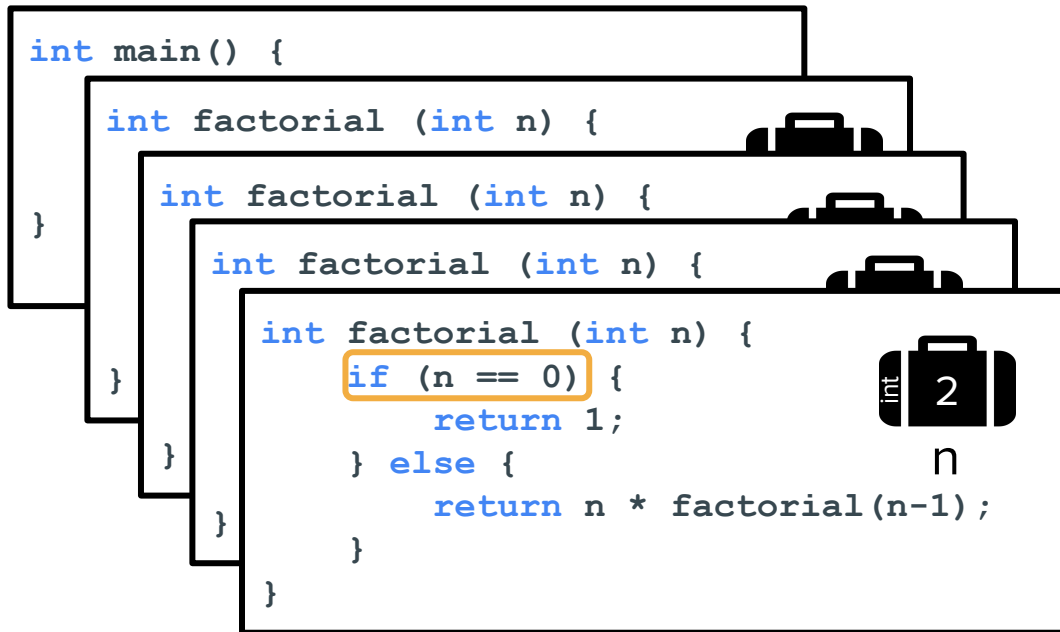 int main() {
int factorial (int n) {
int factorial (int n) {
}
int factorial (int n) {
int factorial (int n) {
if (n == 0) {
}
int 2
return 1;
} else {
}
n
return n * factorial(n-1);
}
}
}